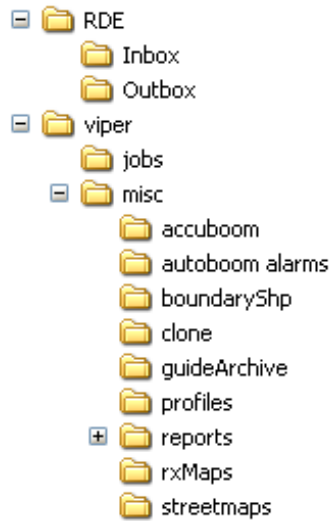 RDE
Inbox
Outbox
viper
jobs
misc
accuboom
autoboom alarms
boundaryShp
clone
guideArchive
profiles
reports
rxMaps
streetmaps